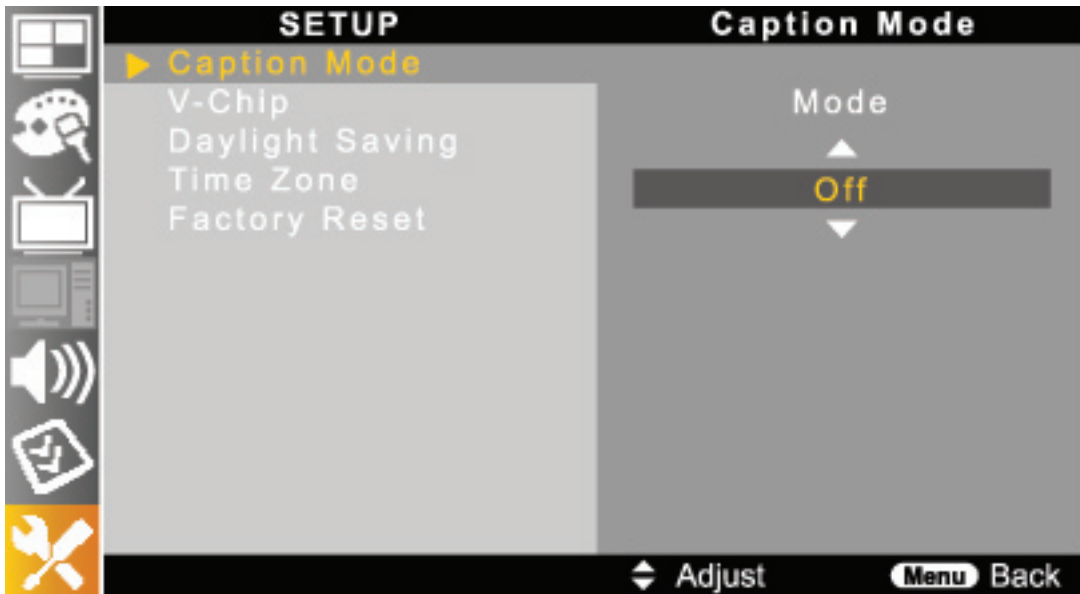 SETUP
Caption Mode
V-Chip
Daylight Saving
Time Zone
Factory Reset
Caption Mode
Mode
Off
Adjust
Menu Back